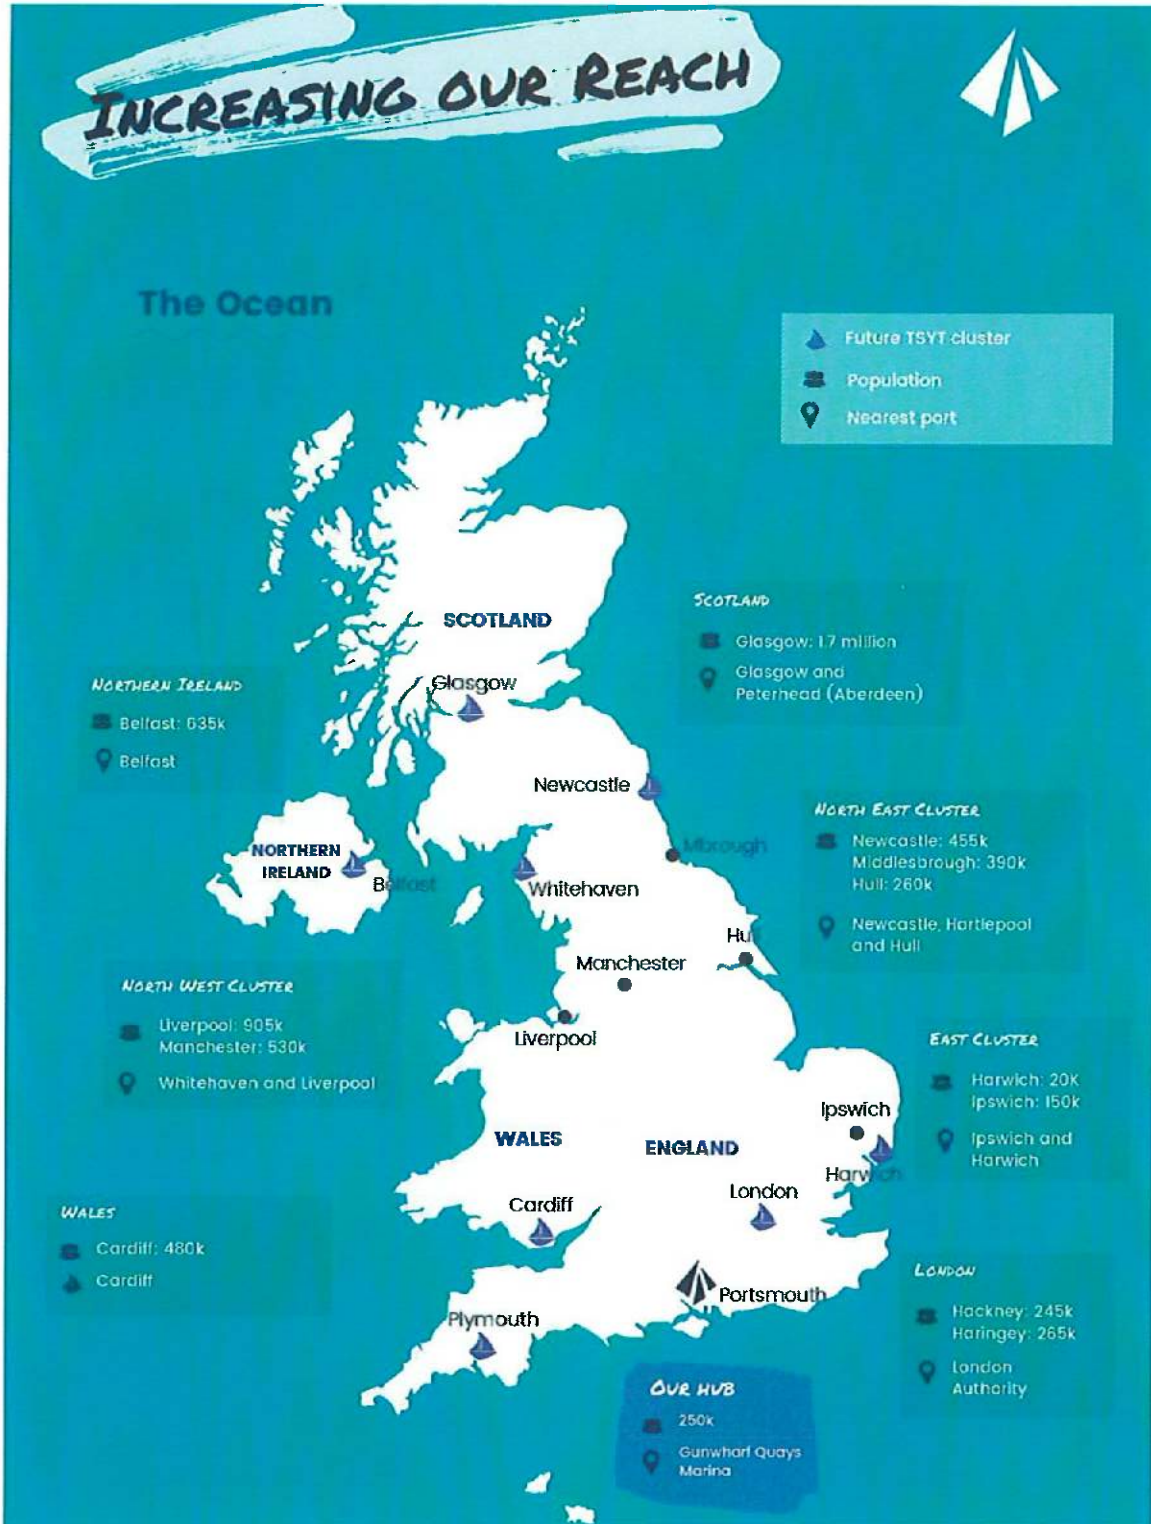 INCREASING OUR REACH
The Ocean
Future TSYT cluster
Population
Nearest port
SCOTLAND
Glasgow: 1.7 million
Glasgow and
Peterhead (Aberdeen)
SCOTLAND
Glasgow
NORTHERN IRELAND
Belfast: 635k
Belfast
Newcastle
NORTH EAST CLUSTER
Newcastle: 455k
Middlesbrough: 390k
Hull: 260k
Newcastle, Hartlepool
and Hull
Mbrough
NORTHERN
IRELAND
Belfast
Whitehaven
Hull
Manchester
Liverpool
NORTH WEST CLUSTER
Liverpool: 905k
Manchester: 530k
Whitehaven and Liverpool
EAST CLUSTER
Harwich: 20K
Ipswich: 150k
Ipswich and
Harwich
Ipswich
Harwich
WALES
ENGLAND
London
Cardiff
WALES
Cardiff: 480k
Cardiff
Portsmouth
Plymouth
LONDON
Hackney: 245k
Haringey: 265k
London
Authority
OUR HUB
250k
Gunwharf Quays
Marina